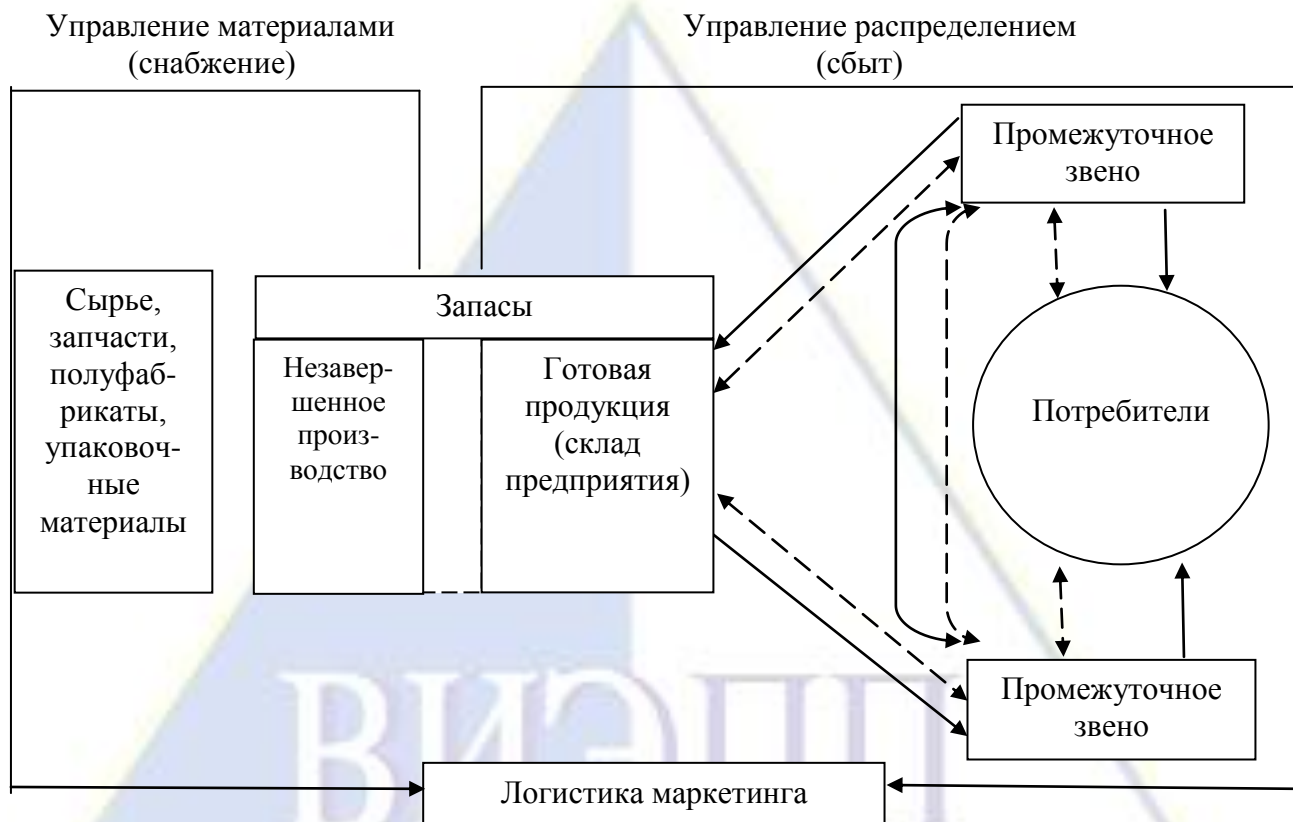 Управление материалами
(снабжение)
Управление распределением
(сбыт)
Промежуточное
звено
Сырье,
запчасти,
полуфаб-
рикаты,
упаковоч-
ные
материалы
Запасы
Незавер-
шенное
произ-
водство
Готовая
продукция
(склад
предприятия)
Потребители
Промежуточное
звено
ВИЭПП
Логистика маркетинга